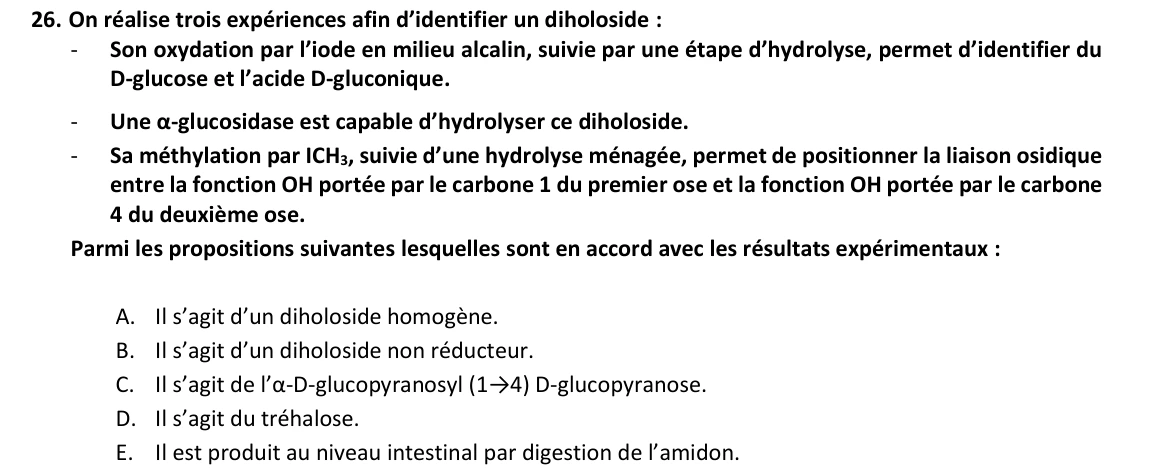 26. On réalise trois expériences afin d’identifier un diholoside :
- Son oxydation par l’iode en milieu alcalin, suivie par une étape d’hydrolyse, permet d’identifier du
D-glucose et l’acide D-gluconique.
- Une α-glucosidase est capable d’hydrolyser ce diholoside.
- Sa méthylation par ICH₃, suivie d’une hydrolyse ménagée, permet de positionner la liaison osidique
entre la fonction OH portée par le carbone 1 du premier ose et la fonction OH portée par le carbone
4 du deuxième ose.
Parmi les propositions suivantes lesquelles sont en accord avec les résultats expérimentaux :
A. Il s’agit d’un diholoside homogène.
B. Il s’agit d’un diholoside non réducteur.
C. Il s’agit de l’α-D-glucopyranosyl (1→4) D-glucopyranose.
D. Il s’agit du tréhalose.
E. Il est produit au niveau intestinal par digestion de l’amidon.